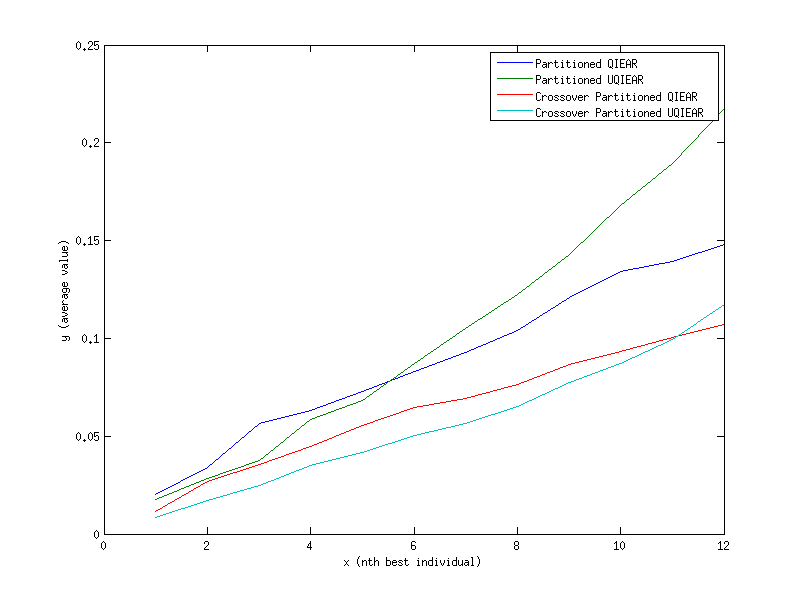 0.25
0.2
0.15
0.1
0.05
0
y (average value)
Partitioned QIEAR
Partitioned UQIEAR
Crossover Partitioned QIEAR
Crossover Partitioned UQIEAR
0 2 4 6 8 10 12
x (nth best individual)